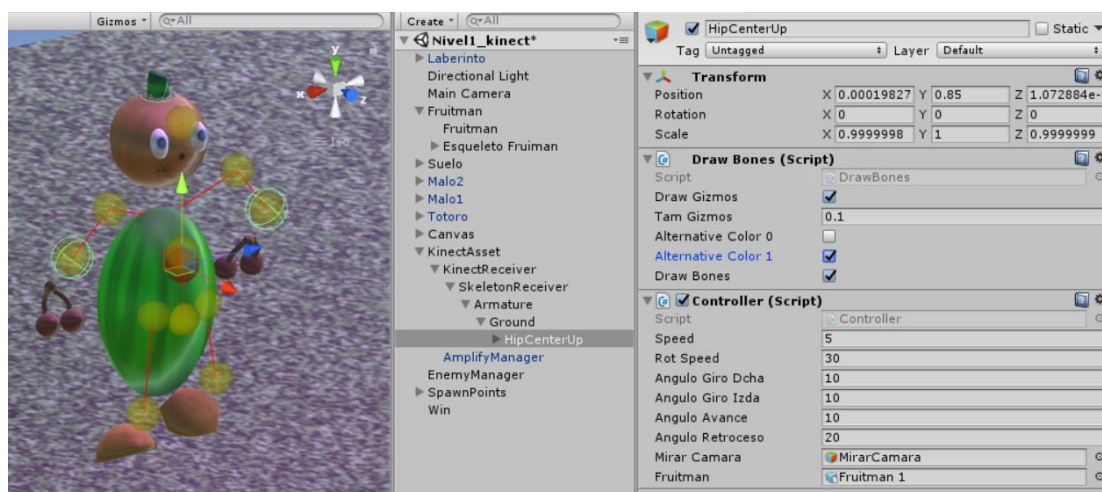 Gizmos
All
y
x
z
Iso
Create
All
Nivel1_kinect*
Laberinto
Directional Light
Main Camera
Fruitman
Fruitman
Esqueleto Fruiman
Suelo
Malo2
Malo1
Totoro
Canvas
KinectAsset
KinectReceiver
SkeletonReceiver
Armature
Ground
HipCenterUp
AmplifyManager
EnemyManager
SpawnPoints
Win
HipCenterUp Static
Tag Untagged Layer Default
Transform
Position X 0.00019827 Y 0.85 Z 1.072884e-
Rotation X 0 Y 0 Z 0
Scale X 0.9999998 Y 1 Z 0.9999999
Draw Bones (Script)
Script DrawBones
Draw Gizmos
Tam Gizmos 0.1
Alternative Color 0
Alternative Color 1
Draw Bones
Controller (Script)
Script Controller
Speed 5
Rot Speed 30
Angulo Giro Dcha 10
Angulo Giro Izda 10
Angulo Avance 10
Angulo Retroceso 20
Mirar Camara MirarCamara
Fruitman Fruitman 1